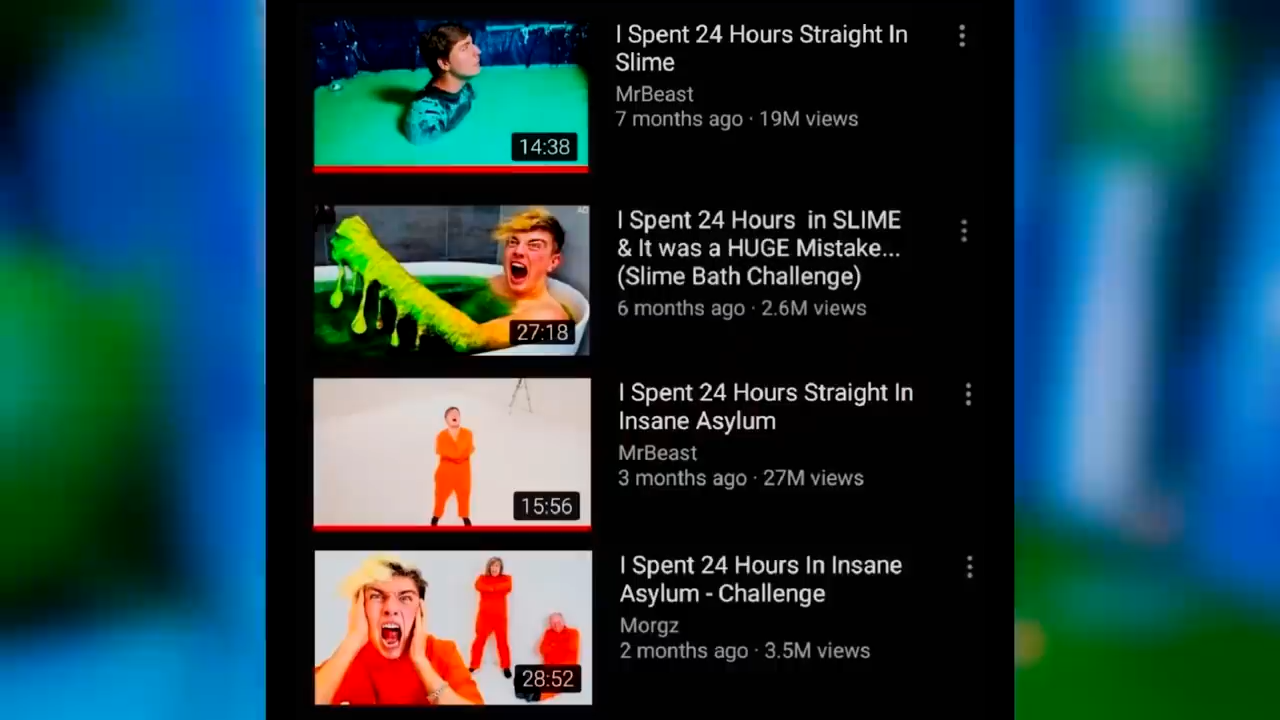 I Spent 24 Hours Straight In
Slime
MrBeast
7 months ago · 19M views
14:38
I Spent 24 Hours in SLIME
& It was a HUGE Mistake...
(Slime Bath Challenge)
6 months ago · 2.6M views
27:18
I Spent 24 Hours Straight In
Insane Asylum
MrBeast
3 months ago · 27M views
15:56
I Spent 24 Hours In Insane
Asylum - Challenge
Morgz
2 months ago · 3.5M views
28:52